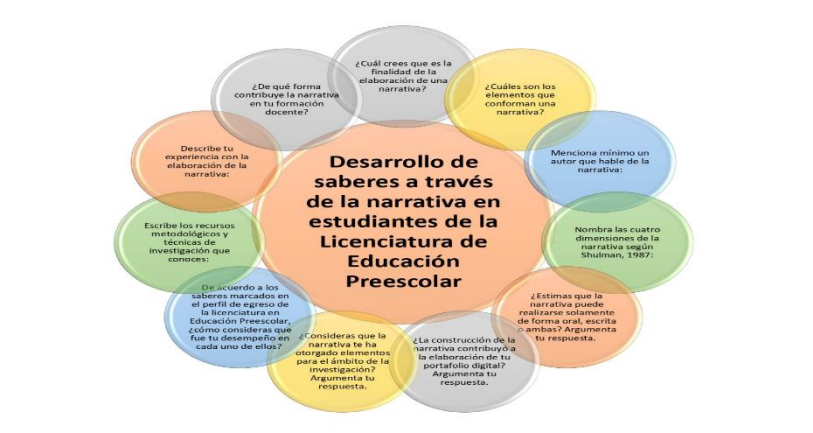 Desarrollo de
saberes a través
de la narrativa en
estudiantes de la
Licenciatura de
Educación
Preescolar
¿Cuál crees que es la
finalidad de la
elaboración de una
narrativa?
¿Cuáles son los
elementos que
conforman una
narrativa?
Menciona mínimo un
autor que hable de la
narrativa:
Nombra las cuatro
dimensiones de la
narrativa según
Shulman, 1987:
¿Estimas que la
narrativa puede
realizarse solamente
de forma oral, escrita
o ambas? Argumenta
tu respuesta.
¿La construcción de la
narrativa contribuyó a
la elaboración de tu
portafolio digital?
Argumenta tu
respuesta.
¿Consideras que la
narrativa te ha
otorgado elementos
para el ámbito de la
investigación?
Argumenta tu
respuesta.
De acuerdo a los
saberes marcados en
el perfil de egreso de
la licenciatura en
Educación Preescolar,
¿cómo consideras que
fue tu desempeño en
cada uno de ellos?
Escribe los recursos
metodológicos y
técnicas de
investigación que
conoces:
Describe tu
experiencia con la
elaboración de la
narrativa:
¿De qué forma
contribuye la narrativa
en tu formación
docente?